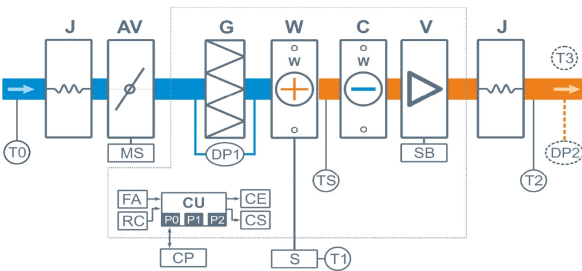 J AV G W C V J
w w
T3
T0 MS DP1 TS SB T2 DP2
FA CU CE
RC P0 P1 P2 CS
CP S T1